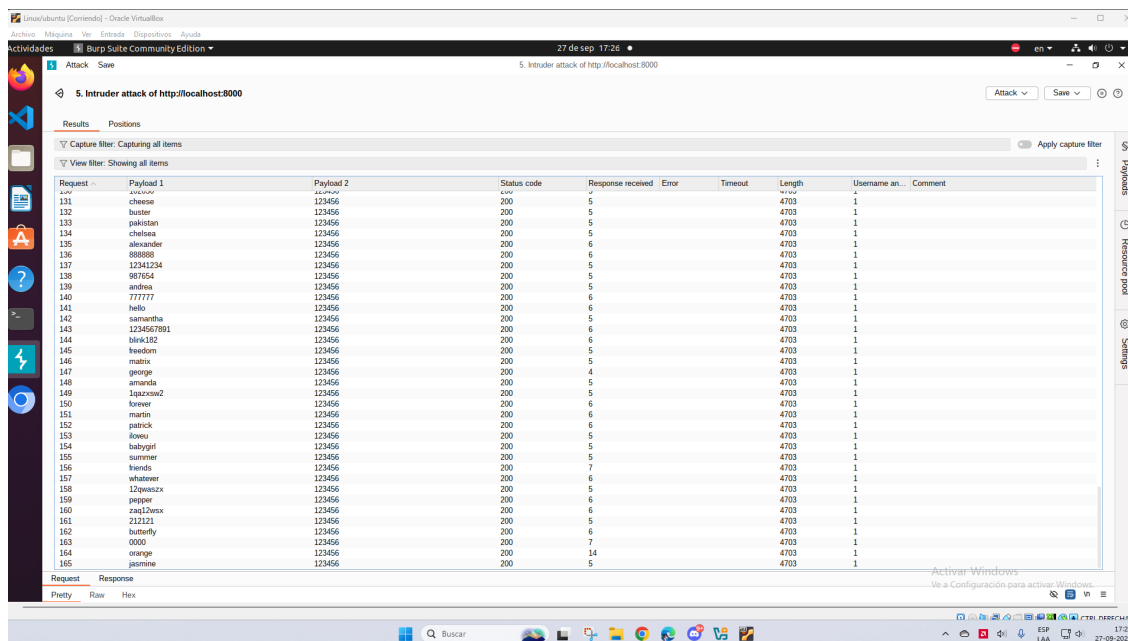 Linux/ubuntu [Corriendo] - Oracle VirtualBox
Archivo Máquina Ver Entrada Dispositivos Ayuda
Actividades Burp Suite Community Edition 27 de sep 17:26 en
Attack Save 5. Intruder attack of http://localhost:8000
5. Intruder attack of http://localhost:8000 Attack Save
Results Positions
Capture filter: Capturing all items Apply capture filter
View filter: Showing all items
Payloads
Resource pool
Settings
Request Payload 1 Payload 2 Status code Response received Error Timeout Length Username an... Comment
131 cheese 123456 200 5 4703 1
132 buster 123456 200 5 4703 1
133 pakistan 123456 200 5 4703 1
134 chelsea 123456 200 5 4703 1
135 alexander 123456 200 6 4703 1
136 888888 123456 200 6 4703 1
137 12341234 123456 200 5 4703 1
138 987654 123456 200 5 4703 1
139 andrea 123456 200 5 4703 1
140 777777 123456 200 6 4703 1
141 hello 123456 200 6 4703 1
142 samantha 123456 200 5 4703 1
143 1234567891 123456 200 6 4703 1
144 blink182 123456 200 6 4703 1
145 freedom 123456 200 5 4703 1
146 matrix 123456 200 5 4703 1
147 george 123456 200 4 4703 1
148 amanda 123456 200 5 4703 1
149 1qazxsw2 123456 200 5 4703 1
150 forever 123456 200 6 4703 1
151 martin 123456 200 6 4703 1
152 patrick 123456 200 6 4703 1
153 iloveu 123456 200 5 4703 1
154 babygirl 123456 200 5 4703 1
155 summer 123456 200 5 4703 1
156 friends 123456 200 7 4703 1
157 whatever 123456 200 6 4703 1
158 12qwaszx 123456 200 5 4703 1
159 pepper 123456 200 6 4703 1
160 zaq12wsx 123456 200 6 4703 1
161 212121 123456 200 5 4703 1
162 butterfly 123456 200 6 4703 1
163 0000 123456 200 7 4703 1
164 orange 123456 200 14 4703 1
165 jasmine 123456 200 5 4703 1
Activar Windows
Ve a Configuración para activar Windows.
Request Response
Pretty Raw Hex \n
CTRL DERECHA
Buscar ESP
LAA 27-09-202